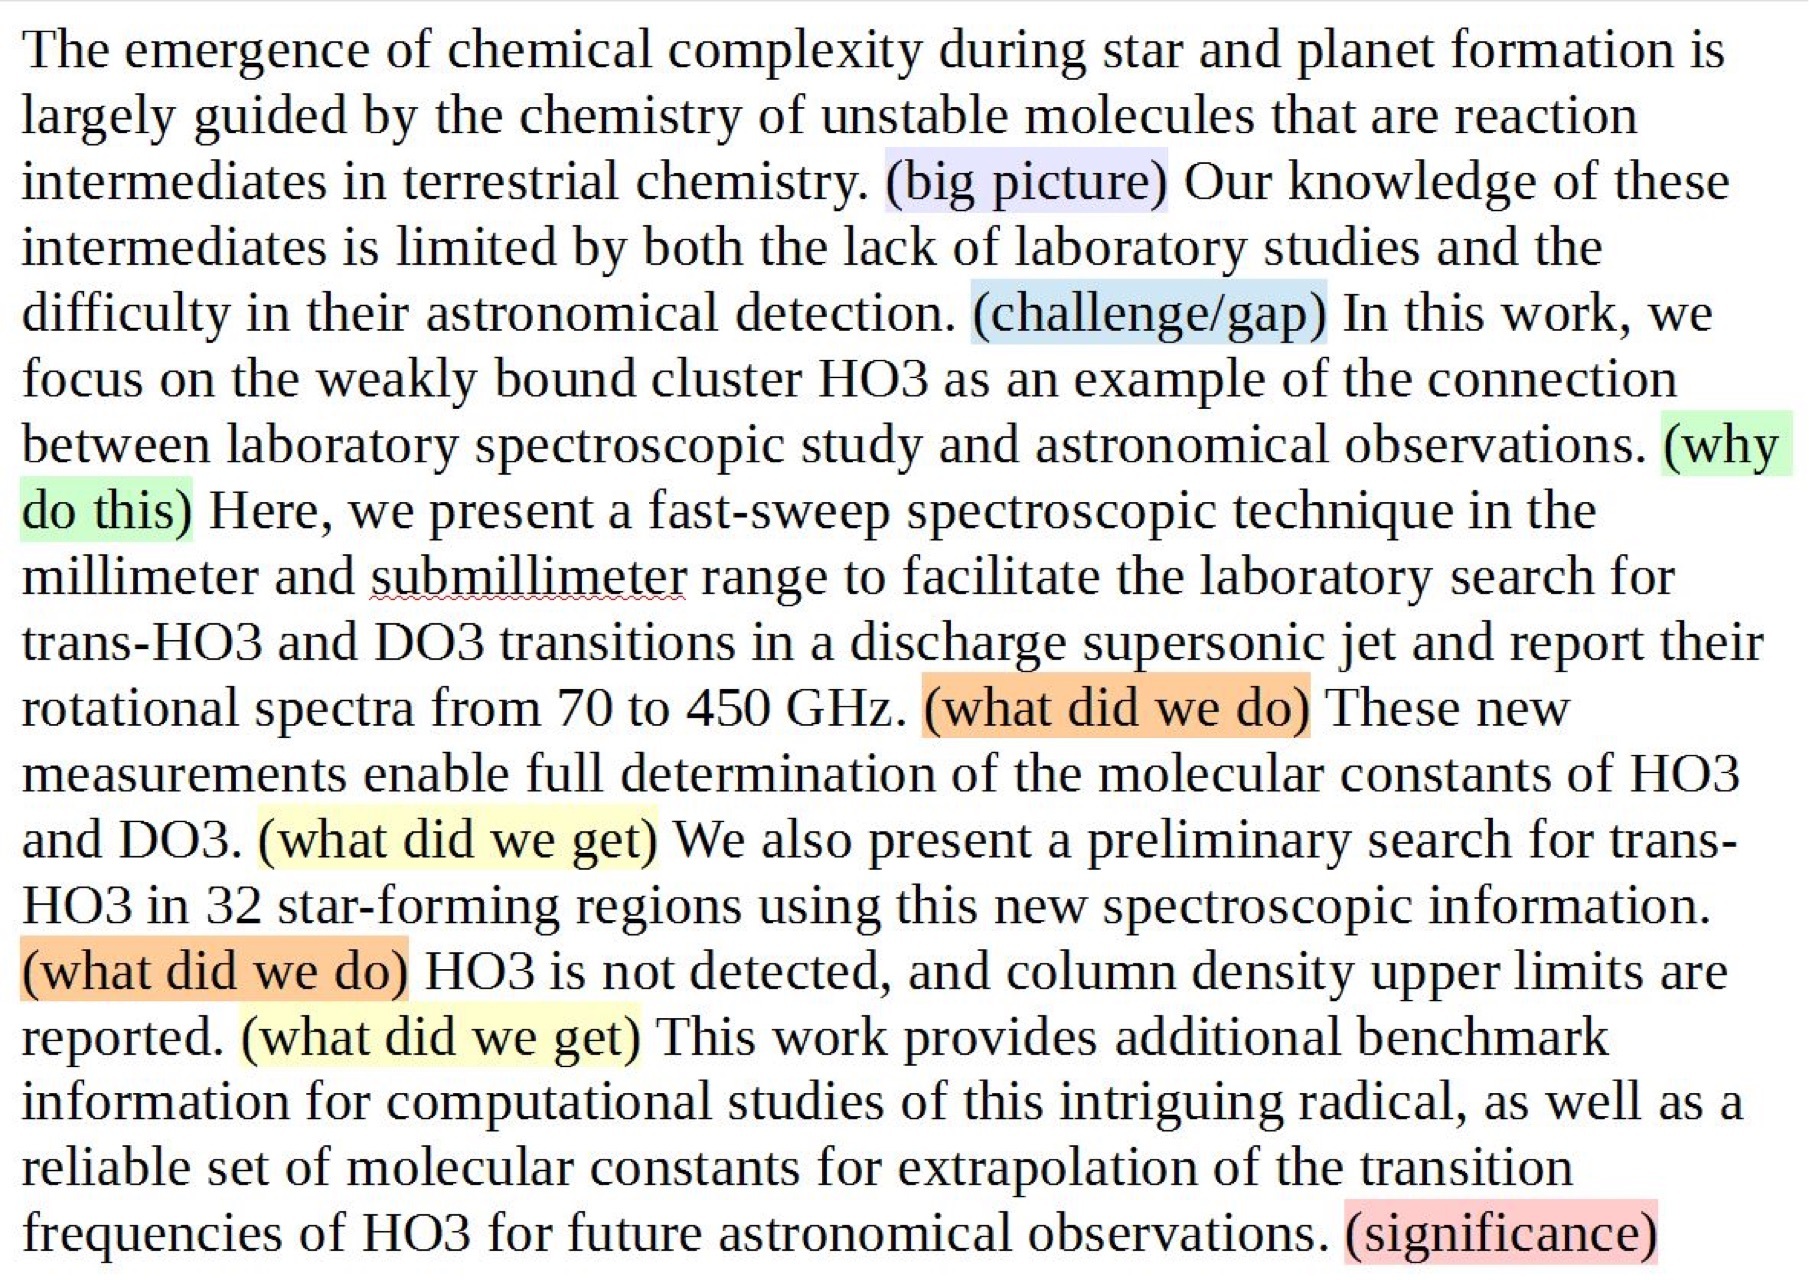 The emergence of chemical complexity during star and planet formation is
largely guided by the chemistry of unstable molecules that are reaction
intermediates in terrestrial chemistry. (big picture) Our knowledge of these
intermediates is limited by both the lack of laboratory studies and the
difficulty in their astronomical detection. (challenge/gap) In this work, we
focus on the weakly bound cluster HO3 as an example of the connection
between laboratory spectroscopic study and astronomical observations. (why
do this) Here, we present a fast-sweep spectroscopic technique in the
millimeter and submillimeter range to facilitate the laboratory search for
trans-HO3 and DO3 transitions in a discharge supersonic jet and report their
rotational spectra from 70 to 450 GHz. (what did we do) These new
measurements enable full determination of the molecular constants of HO3
and DO3. (what did we get) We also present a preliminary search for trans-
HO3 in 32 star-forming regions using this new spectroscopic information.
(what did we do) HO3 is not detected, and column density upper limits are
reported. (what did we get) This work provides additional benchmark
information for computational studies of this intriguing radical, as well as a
reliable set of molecular constants for extrapolation of the transition
frequencies of HO3 for future astronomical observations. (significance)